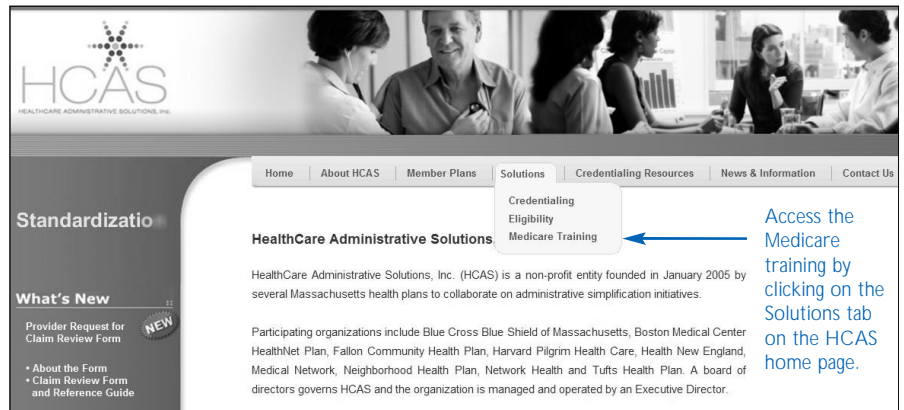 HCAS
HEALTHCARE ADMINISTRATIVE SOLUTIONS, Inc.
Capital
Home | About HCAS | Member Plans | Solutions | Credentialing Resources | News & Information | Contact Us
Credentialing
Eligibility
Medicare Training
Standardizatio
What's New
Provider Request for
Claim Review Form
NEW
• About the Form
• Claim Review Form
and Reference Guide
HealthCare Administrative Solutions
HealthCare Administrative Solutions, Inc. (HCAS) is a non-profit entity founded in January 2005 by
several Massachusetts health plans to collaborate on administrative simplification initiatives.
Participating organizations include Blue Cross Blue Shield of Massachusetts, Boston Medical Center
HealthNet Plan, Fallon Community Health Plan, Harvard Pilgrim Health Care, Health New England,
Medical Network, Neighborhood Health Plan, Network Health and Tufts Health Plan. A board of
directors governs HCAS and the organization is managed and operated by an Executive Director.
Access the
Medicare
training by
clicking on the
Solutions tab
on the HCAS
home page.